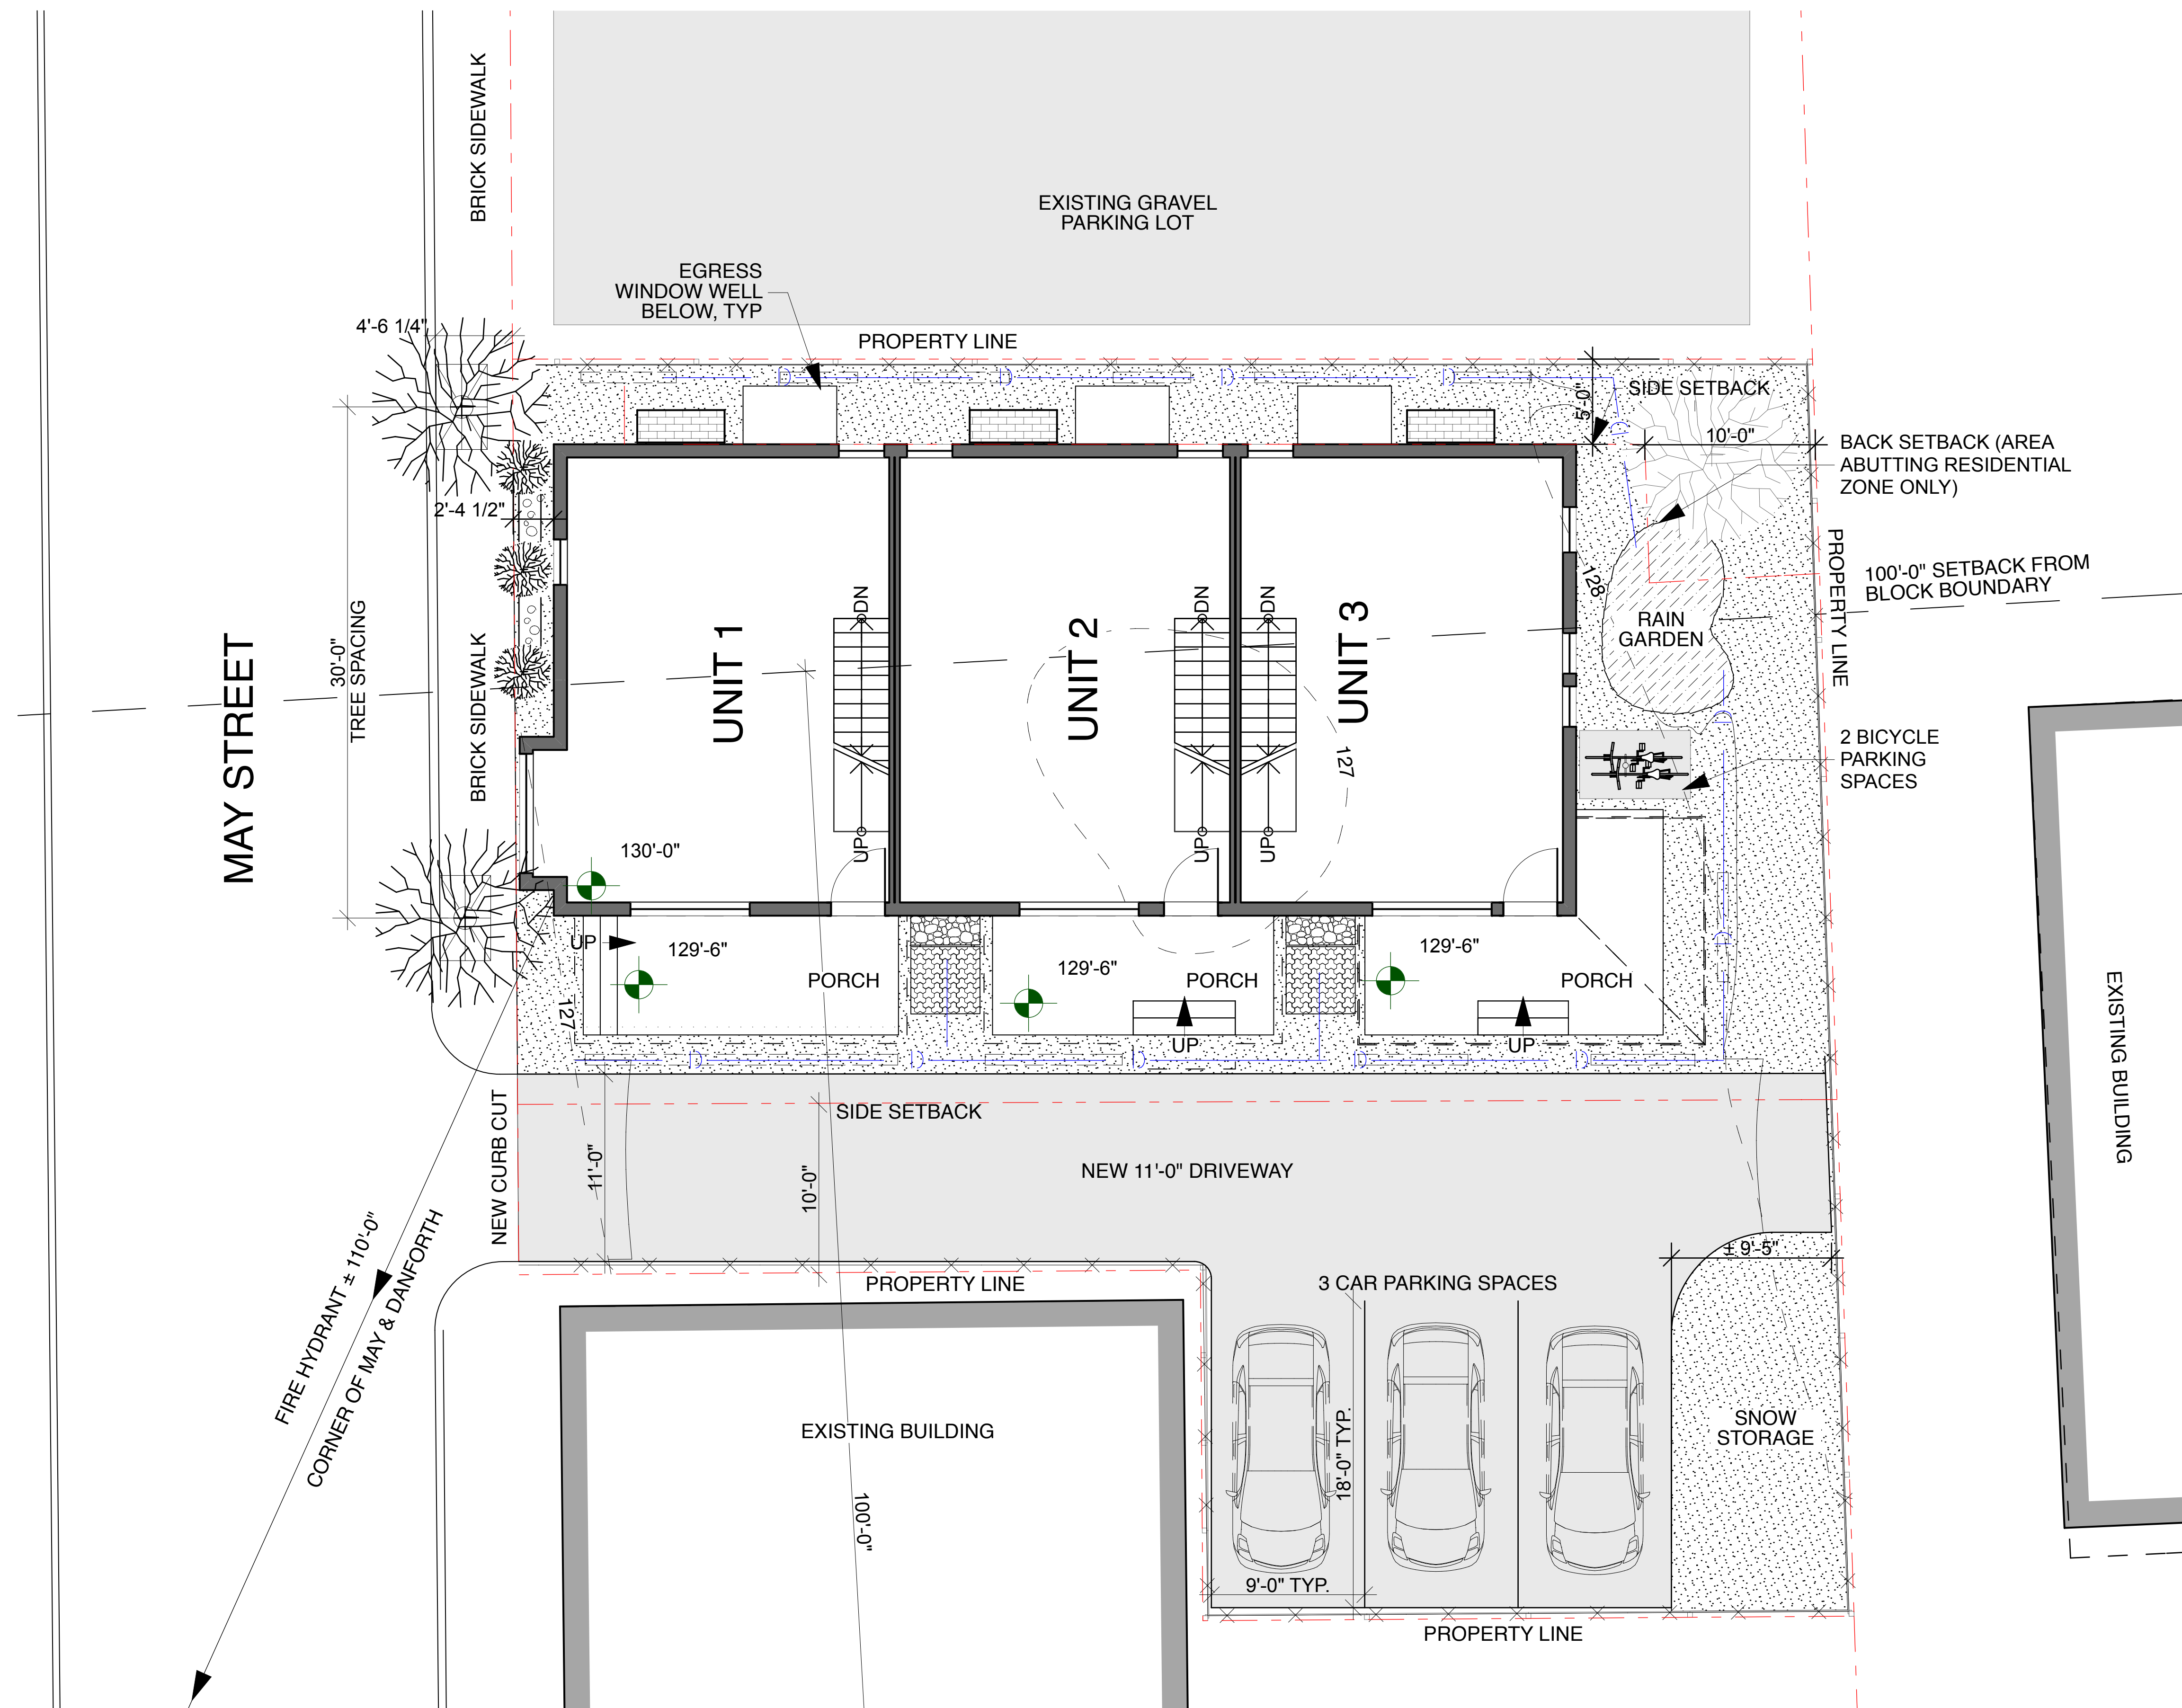 BRICK SIDEWALK
EXISTING GRAVEL
PARKING LOT
EGRESS
WINDOW WELL
BELOW, TYP
4'-6 1/4"
PROPERTY LINE
SIDE SETBACK
5'-0"
10'-0"
BACK SETBACK (AREA
ABUTTING RESIDENTIAL
ZONE ONLY)
2'-4 1/2"
PROPERTY LINE
100'-0" SETBACK FROM
BLOCK BOUNDARY
128
RAIN
GARDEN
30'-0"
TREE SPACING
MAY STREET
BRICK SIDEWALK
UNIT 1
UNIT 2
UNIT 3
DN
DN
DN
127
2 BICYCLE
PARKING
SPACES
UP
UP
UP
130'-0"
UP
129'-6"
PORCH
129'-6"
PORCH
129'-6"
PORCH
127
UP
UP
EXISTING BUILDING
NEW CURB CUT
SIDE SETBACK
11'-0"
10'-0"
NEW 11'-0" DRIVEWAY
FIRE HYDRANT ± 110'-0"
CORNER OF MAY & DANFORTH
± 9'-5"
PROPERTY LINE
3 CAR PARKING SPACES
EXISTING BUILDING
100'-0"
18'-0" TYP.
SNOW
STORAGE
9'-0" TYP.
PROPERTY LINE